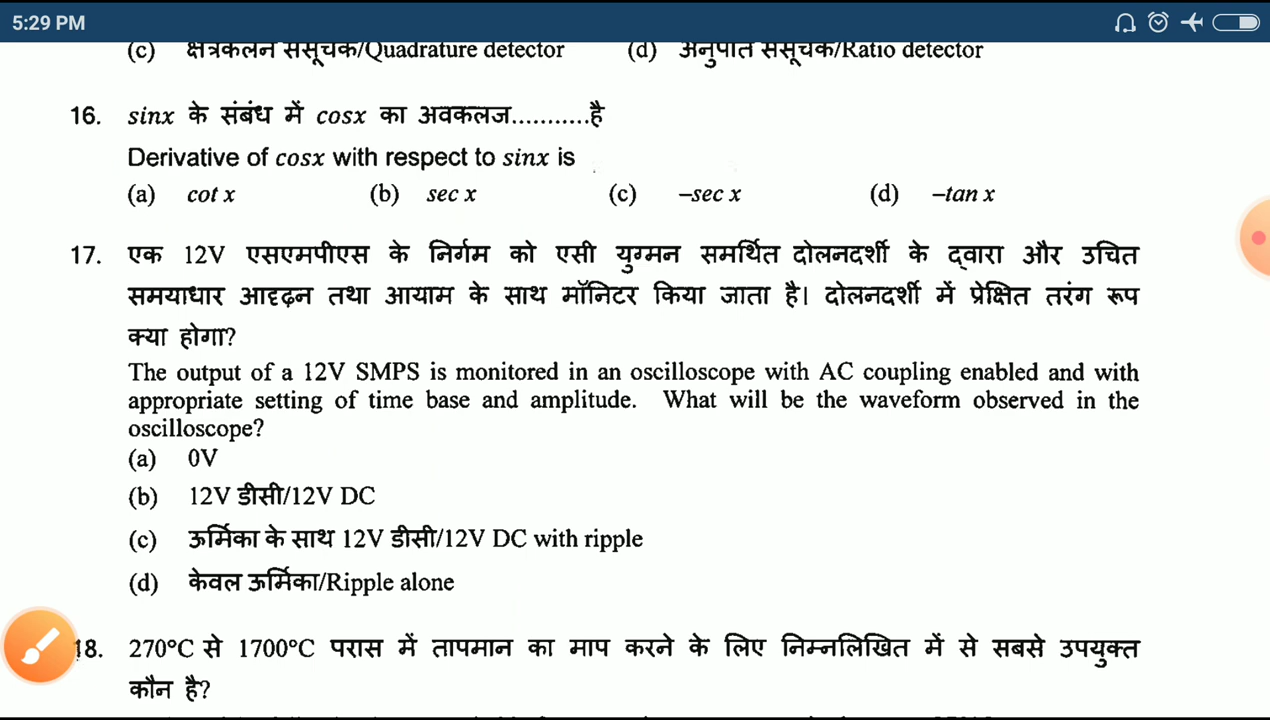 5:29 PM
(c) क्षेत्रकलन संसूचक/Quadrature detector (d) अनुपात संसूचक/Ratio detector
16. sinx के संबंध में cosx का अवकलज...........है
Derivative of cosx with respect to sinx is
(a) cot x (b) sec x (c) –sec x (d) –tan x
17. एक 12V एसएमपीएस के निर्गम को एसी युग्मन समर्थित दोलनदर्शी के द्वारा और उचित
समयाधार आदृढ़न तथा आयाम के साथ मॉनिटर किया जाता है। दोलनदर्शी में प्रेक्षित तरंग रूप
क्या होगा?
The output of a 12V SMPS is monitored in an oscilloscope with AC coupling enabled and with
appropriate setting of time base and amplitude. What will be the waveform observed in the
oscilloscope?
(a) 0V
(b) 12V डीसी/12V DC
(c) ऊर्मिका के साथ 12V डीसी/12V DC with ripple
(d) केवल ऊर्मिका/Ripple alone
18. 270°C से 1700°C परास में तापमान का माप करने के लिए निम्नलिखित में से सबसे उपयुक्त
कौन है?